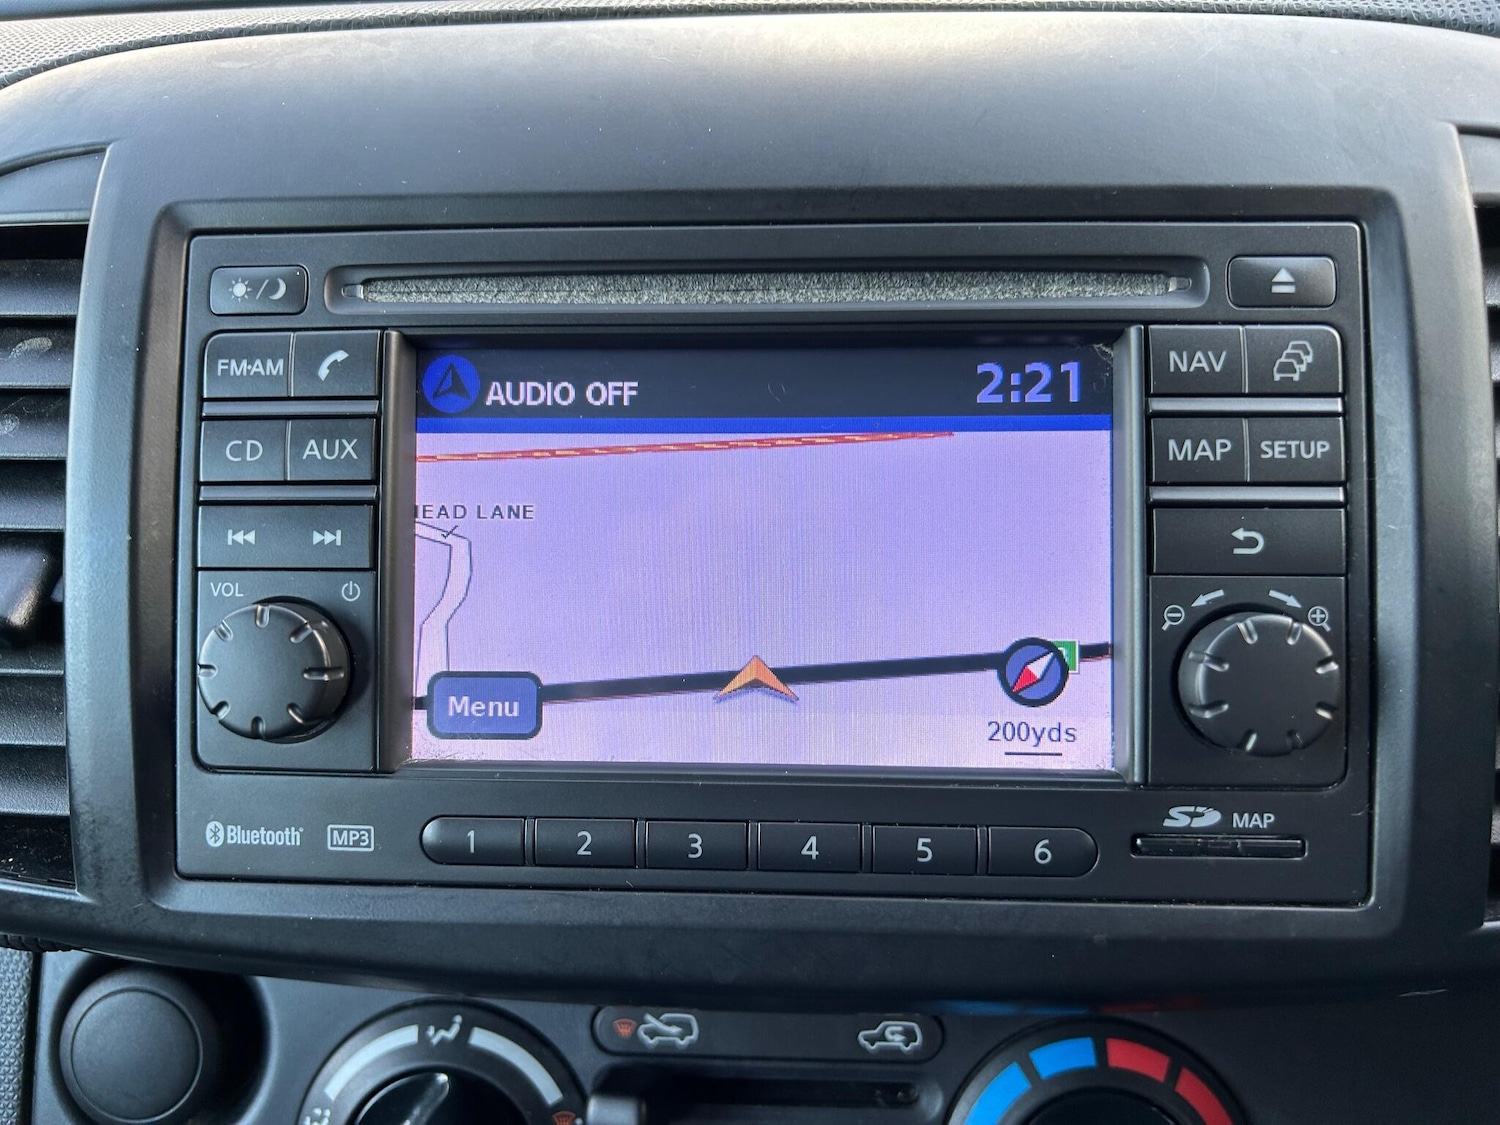 FM·AM
CD
AUX
VOL
AUDIO OFF
2:21
EAD LANE
Menu
200yds
NAV
MAP
SETUP
Bluetooth
MP3
1 2 3 4 5 6
SD MAP